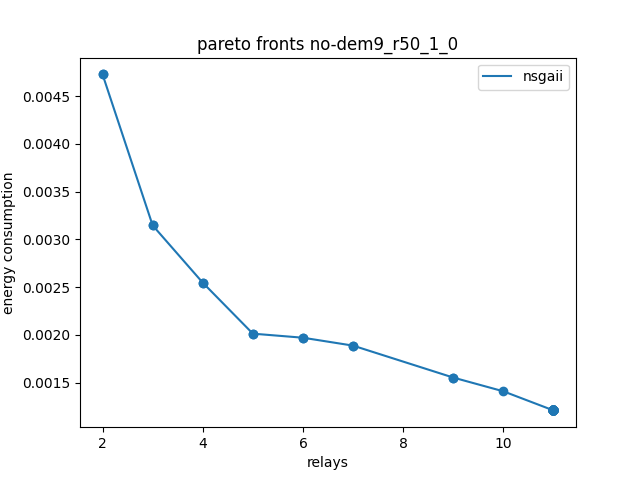 pareto fronts no-dem9_r50_1_0
nsgaii
0.0045
0.0040
0.0035
0.0030
0.0025
0.0020
0.0015
energy consumption
2 4 6 8 10
relays